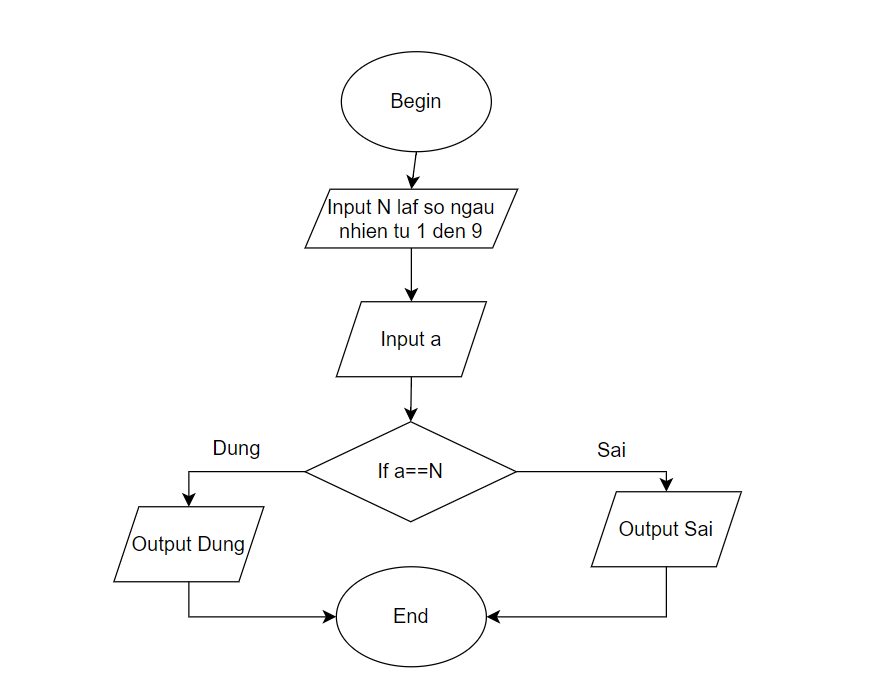 Begin
Input N laf so ngau
nhien tu 1 den 9
Input a
If a==N
Dung
Sai
Output Dung
Output Sai
End